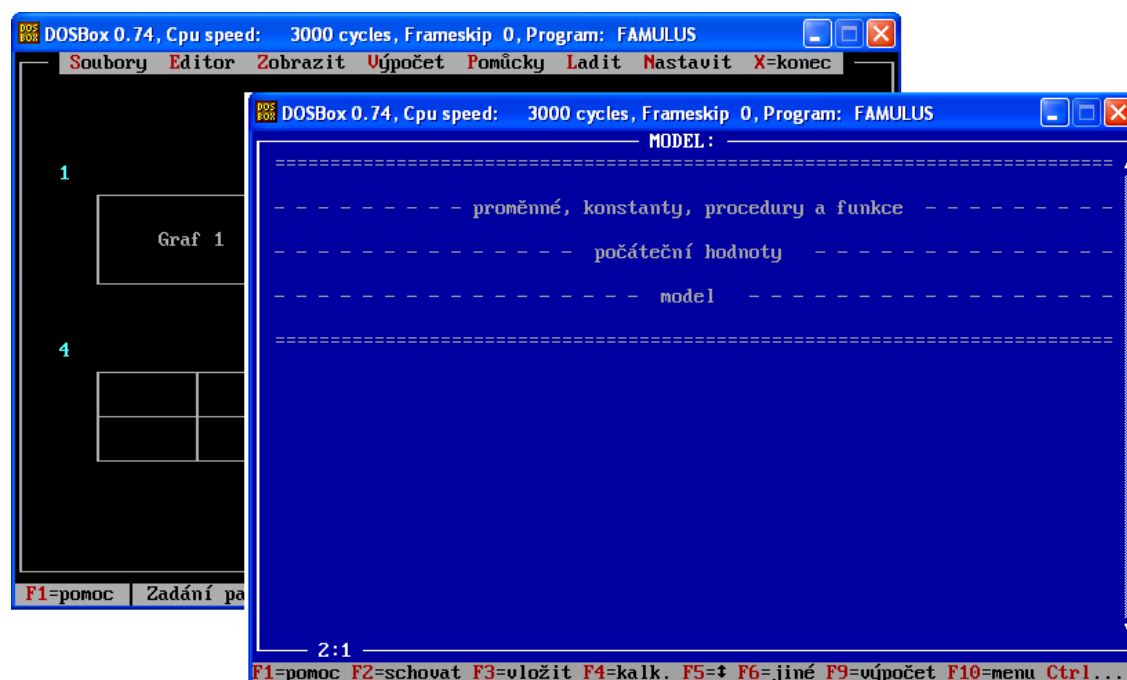 DOSBox 0.74, Cpu speed: 3000 cycles, Frameskip 0, Program: FAMULUS
Soubory Editor Zobrazit Výpočet Pomůcky Ladit Nastavit X=konec
1
Graf 1
4
F1=pomoc Zadání pa
DOSBox 0.74, Cpu speed: 3000 cycles, Frameskip 0, Program: FAMULUS
MODEL:
================================================================================
- - - - - - - - - proměnné, konstanty, procedury a funkce - - - - - - - - -
- - - - - - - - - - - - - - počáteční hodnoty - - - - - - - - - - - - - -
- - - - - - - - - - - - - - - - - model - - - - - - - - - - - - - - - - -
================================================================================
2:1
F1=pomoc F2=schovat F3=vložit F4=kalk. F5=↕ F6=jiné F9=výpočet F10=menu Ctrl...